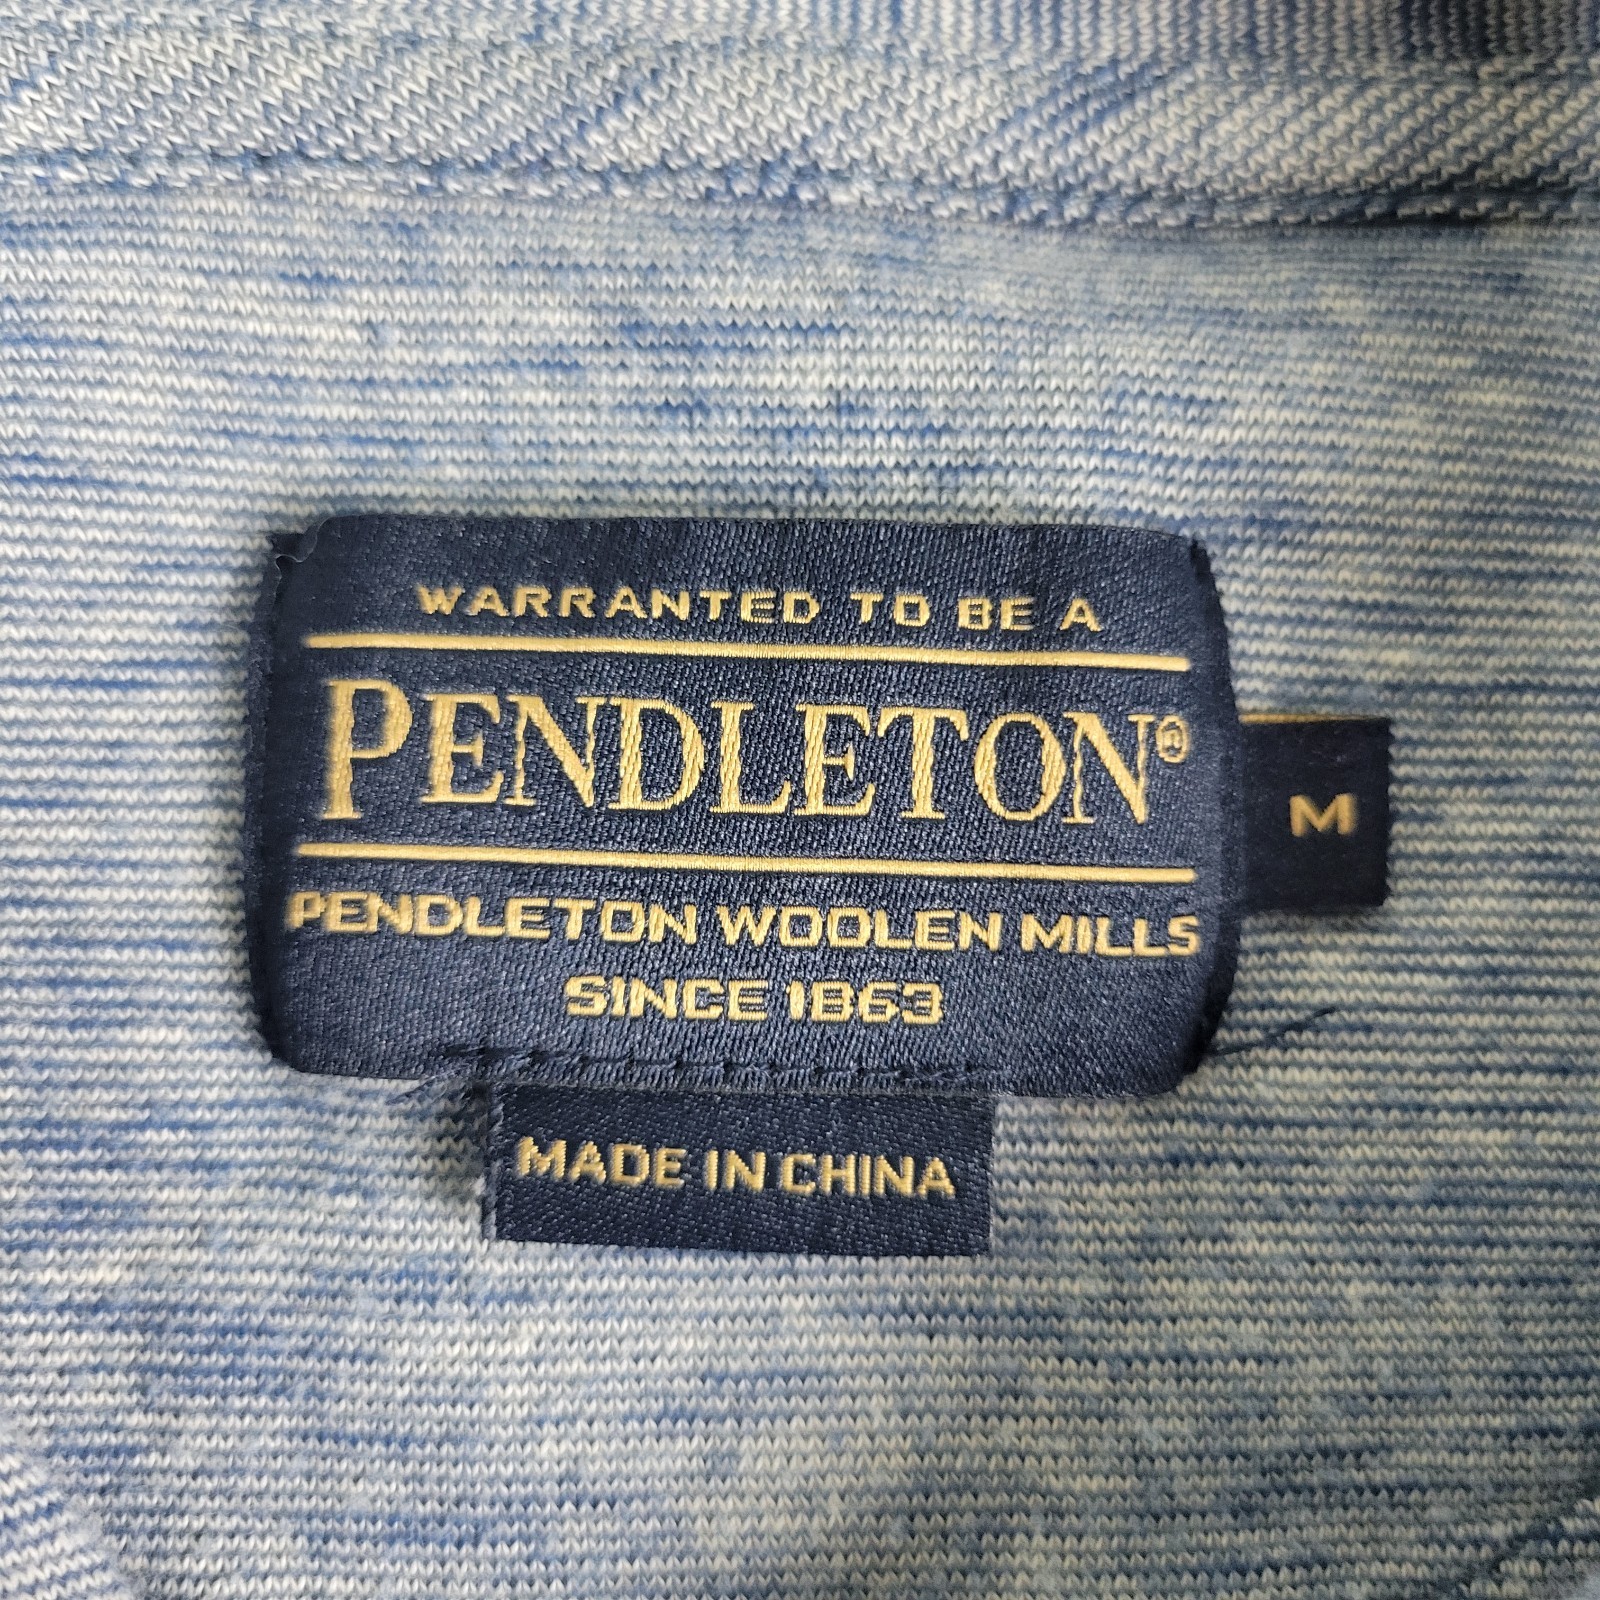 WARRANTED TO BE A
PENDLETON®
M
PENDLETON WOOLEN MILLS
SINCE 1863
MADE IN CHINA